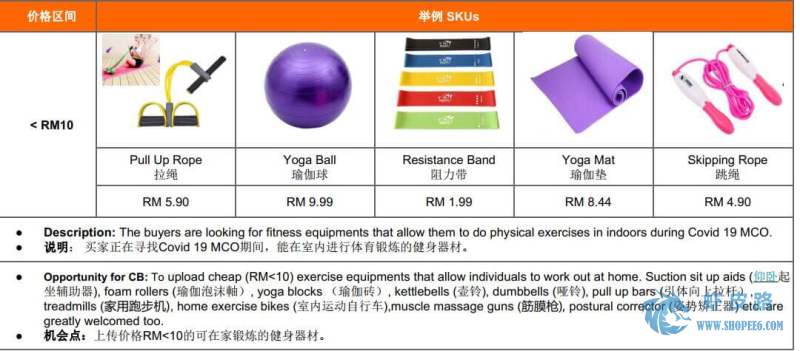 价格区间
举例 SKUs
< RM10
Pull Up Rope
拉绳
Yoga Ball
瑜伽球
Resistance Band
阻力带
Yoga Mat
瑜伽垫
Skipping Rope
跳绳
RM 5.90
RM 9.99
RM 1.99
RM 8.44
RM 4.90
● Description: The buyers are looking for fitness equipments that allow them to do physical exercises in indoors during Covid 19 MCO.
● 说明： 买家正在寻找Covid 19 MCO期间，能在室内进行体育锻炼的健身器材。
● Opportunity for CB: To upload cheap (RM<10) exercise equipments that allow individuals to work out at home. Suction sit up aids (仰卧起
坐辅助器), foam rollers (瑜伽泡沫軸）, yoga blocks （瑜伽砖）, kettlebells (壶铃), dumbbells (哑铃), pull up bars (引体向上拉杆),
treadmills (家用跑步机), home exercise bikes (室内运动自行车),muscle massage guns (筋膜枪), postural corrector (姿势矫正器) etc. are
greatly welcomed too.
● 机会点：上传价格RM<10的可在家锻炼的健身器材。
虾皮路
WWW.SHOPEE6.COM